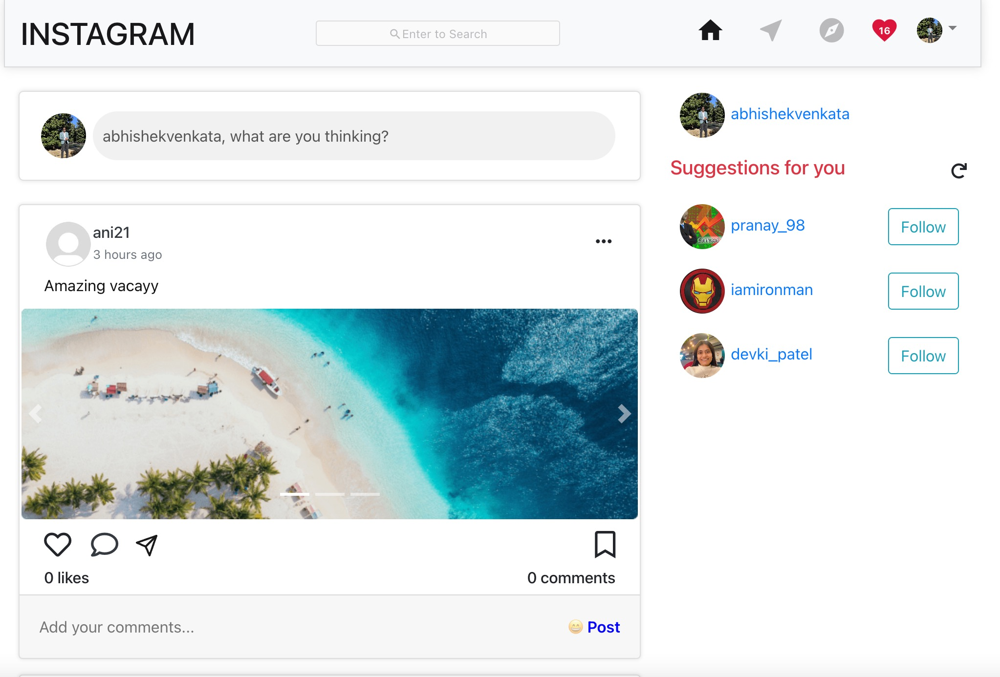 INSTAGRAM
Enter to Search
16
abhishekvenkata, what are you thinking?
abhishekvenkata
Suggestions for you
pranay_98
Follow
Confused
iamironman
Follow
devki_patel
Follow
ani21
3 hours ago
Amazing vacayy
0 likes
0 comments
Add your comments...
Post